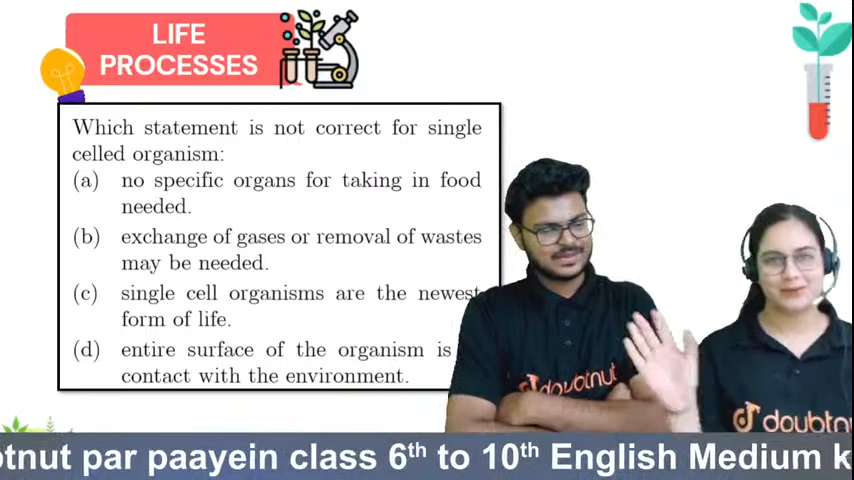 LIFE
PROCESSES
Which statement is not correct for single
celled organism:
(a) no specific organs for taking in food
needed.
(b) exchange of gases or removal of wastes
may be needed.
(c) single cell organisms are the newest
form of life.
(d) entire surface of the organism is
contact with the environment.
doubtnut
doubtnu
par paayein class 6th to 10th English Medium